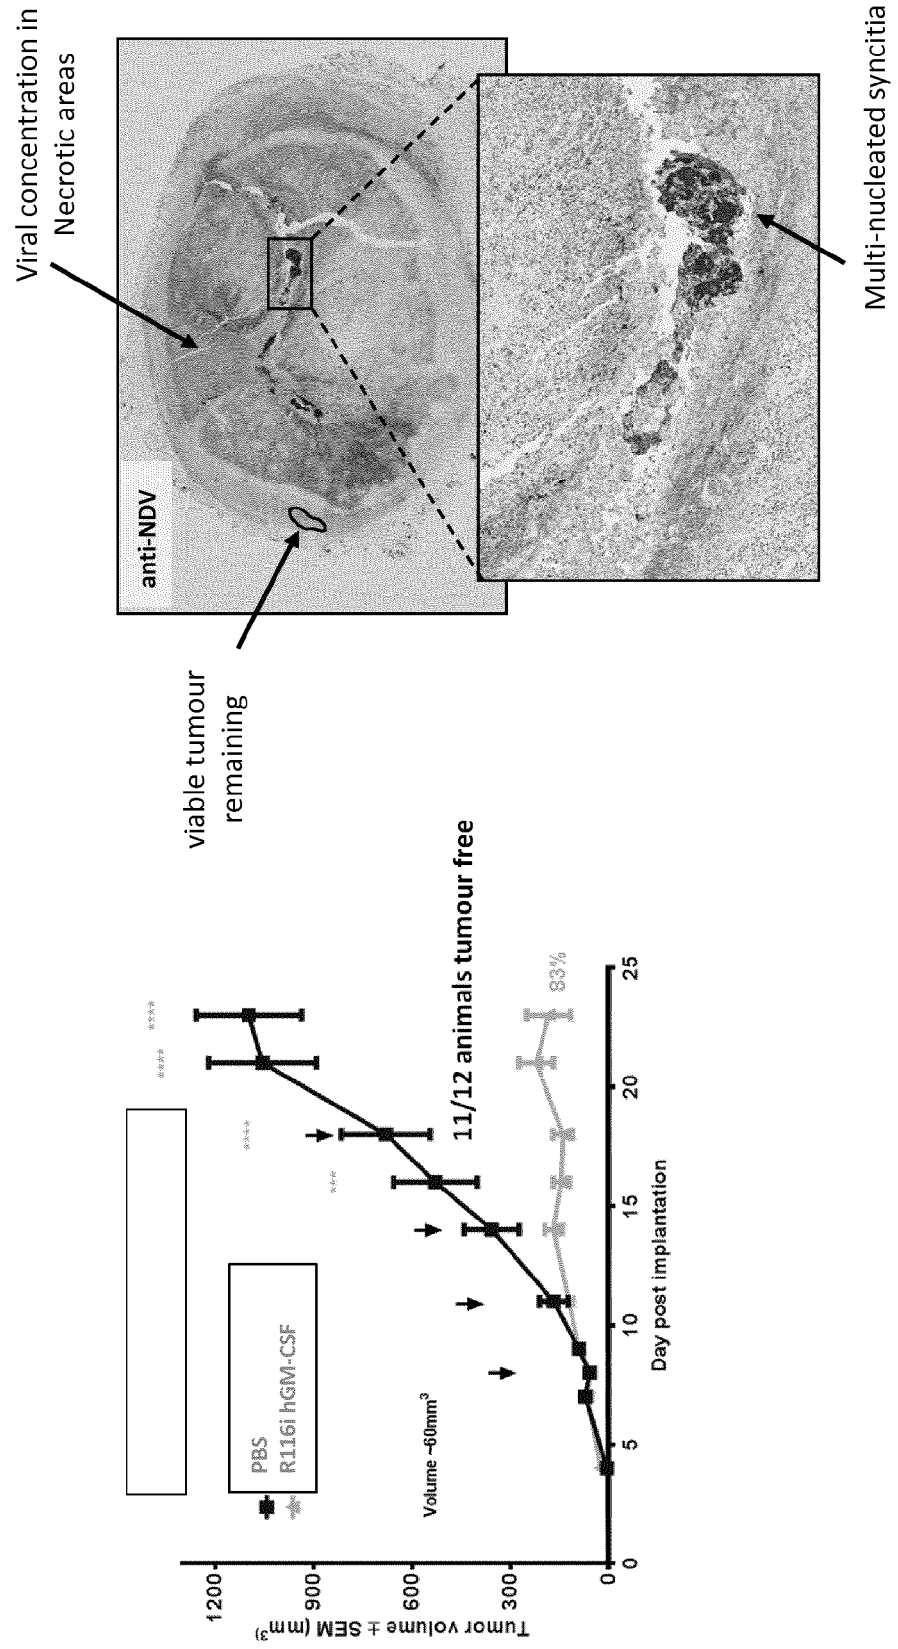 PBS
R116i hGM-CSF
Volume ~60mm³
1200
900
600
300
0
Tumor volume ± SEM (mm³)
0
5
10
15
20
25
Day post implantation
***
****
****
****
11/12 animals tumour free
83%
viable tumour
remaining
anti-NDV
Viral concentration in
Necrotic areas
Multi-nucleated syncitia